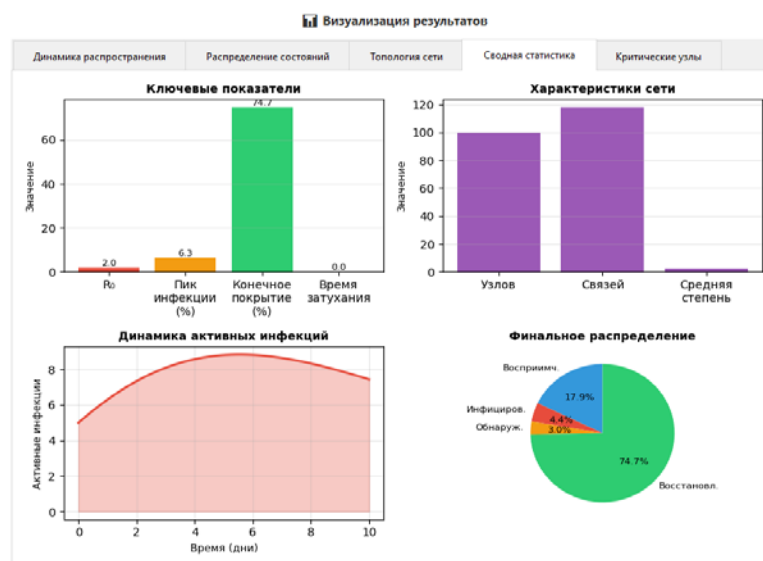 Визуализация результатов
Динамика распространения
Распределение состояний
Топология сети
Сводная статистика
Критические узлы
Ключевые показатели
Значение
60
40
20
0
2.0
6.3
74.7
0.0
R₀
Пик
инфекции
(%)
Конечное
покрытие
(%)
Время
затухания
Характеристики сети
Значение
120
100
80
60
40
20
0
Узлов
Связей
Средняя
степень
Динамика активных инфекций
Активные инфекции
8
6
4
2
0
0
2
4
6
8
10
Время (дни)
Финальное распределение
Восприимч.
17.9%
Инфициров.
4.4%
Обнаруж.
3.0%
74.7%
Восстановл.